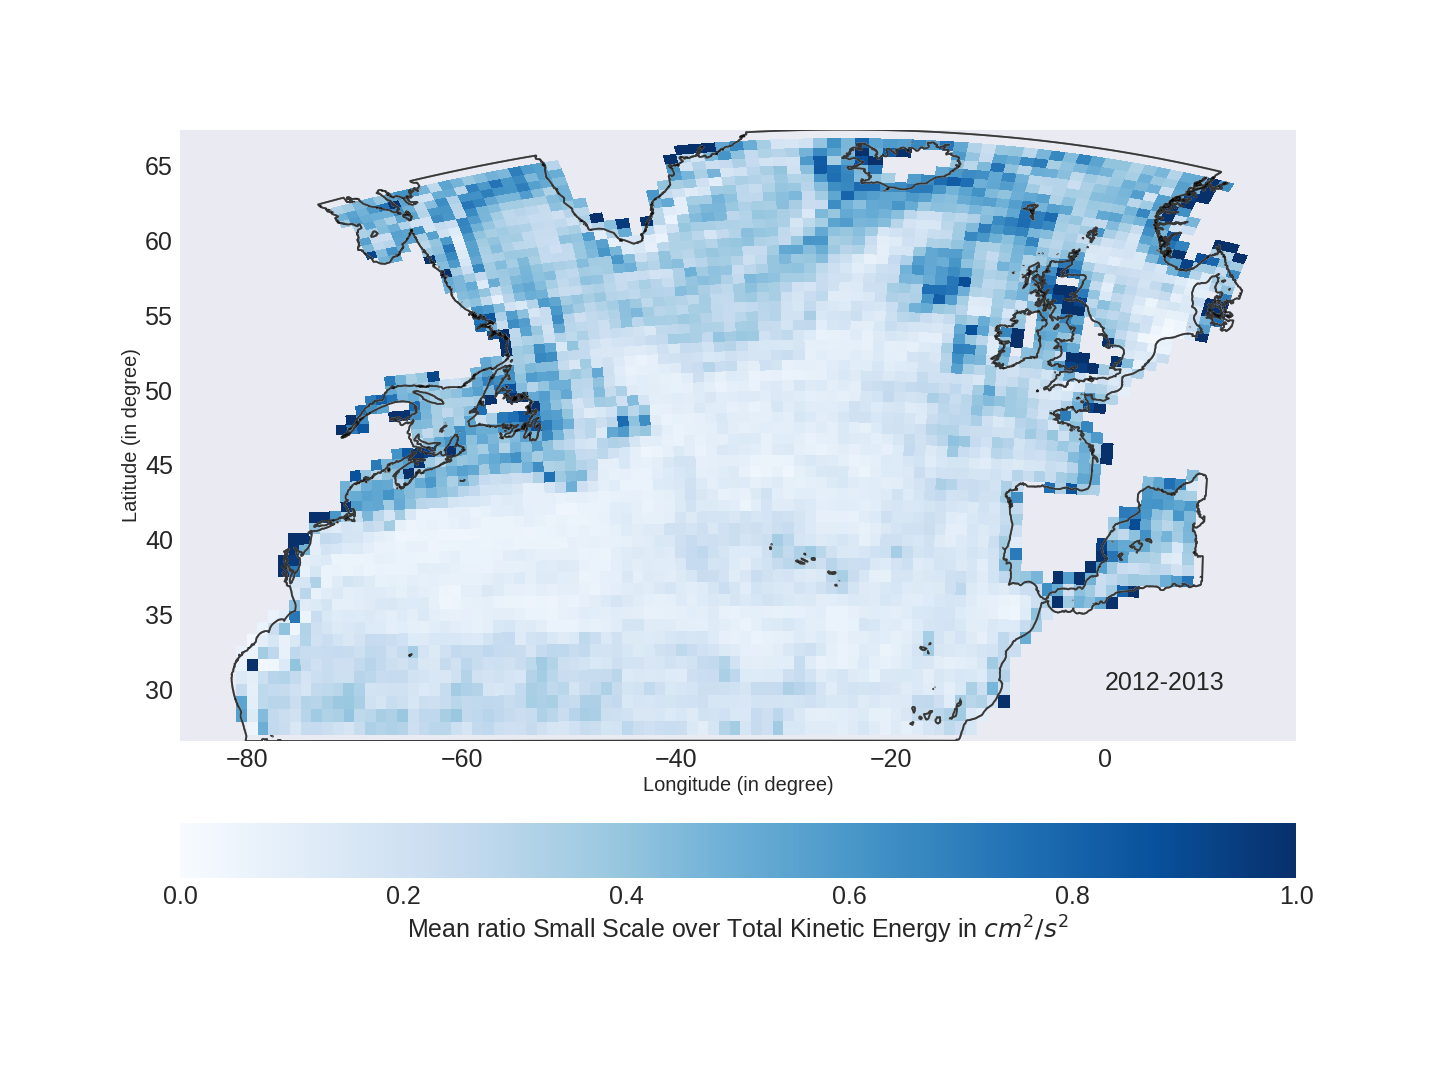 65
60
55
50
45
40
35
30
Latitude (in degree)
2012-2013
−80 −60 −40 −20 0
Longitude (in degree)
0.0 0.2 0.4 0.6 0.8 1.0
Mean ratio Small Scale over Total Kinetic Energy in cm²/s²